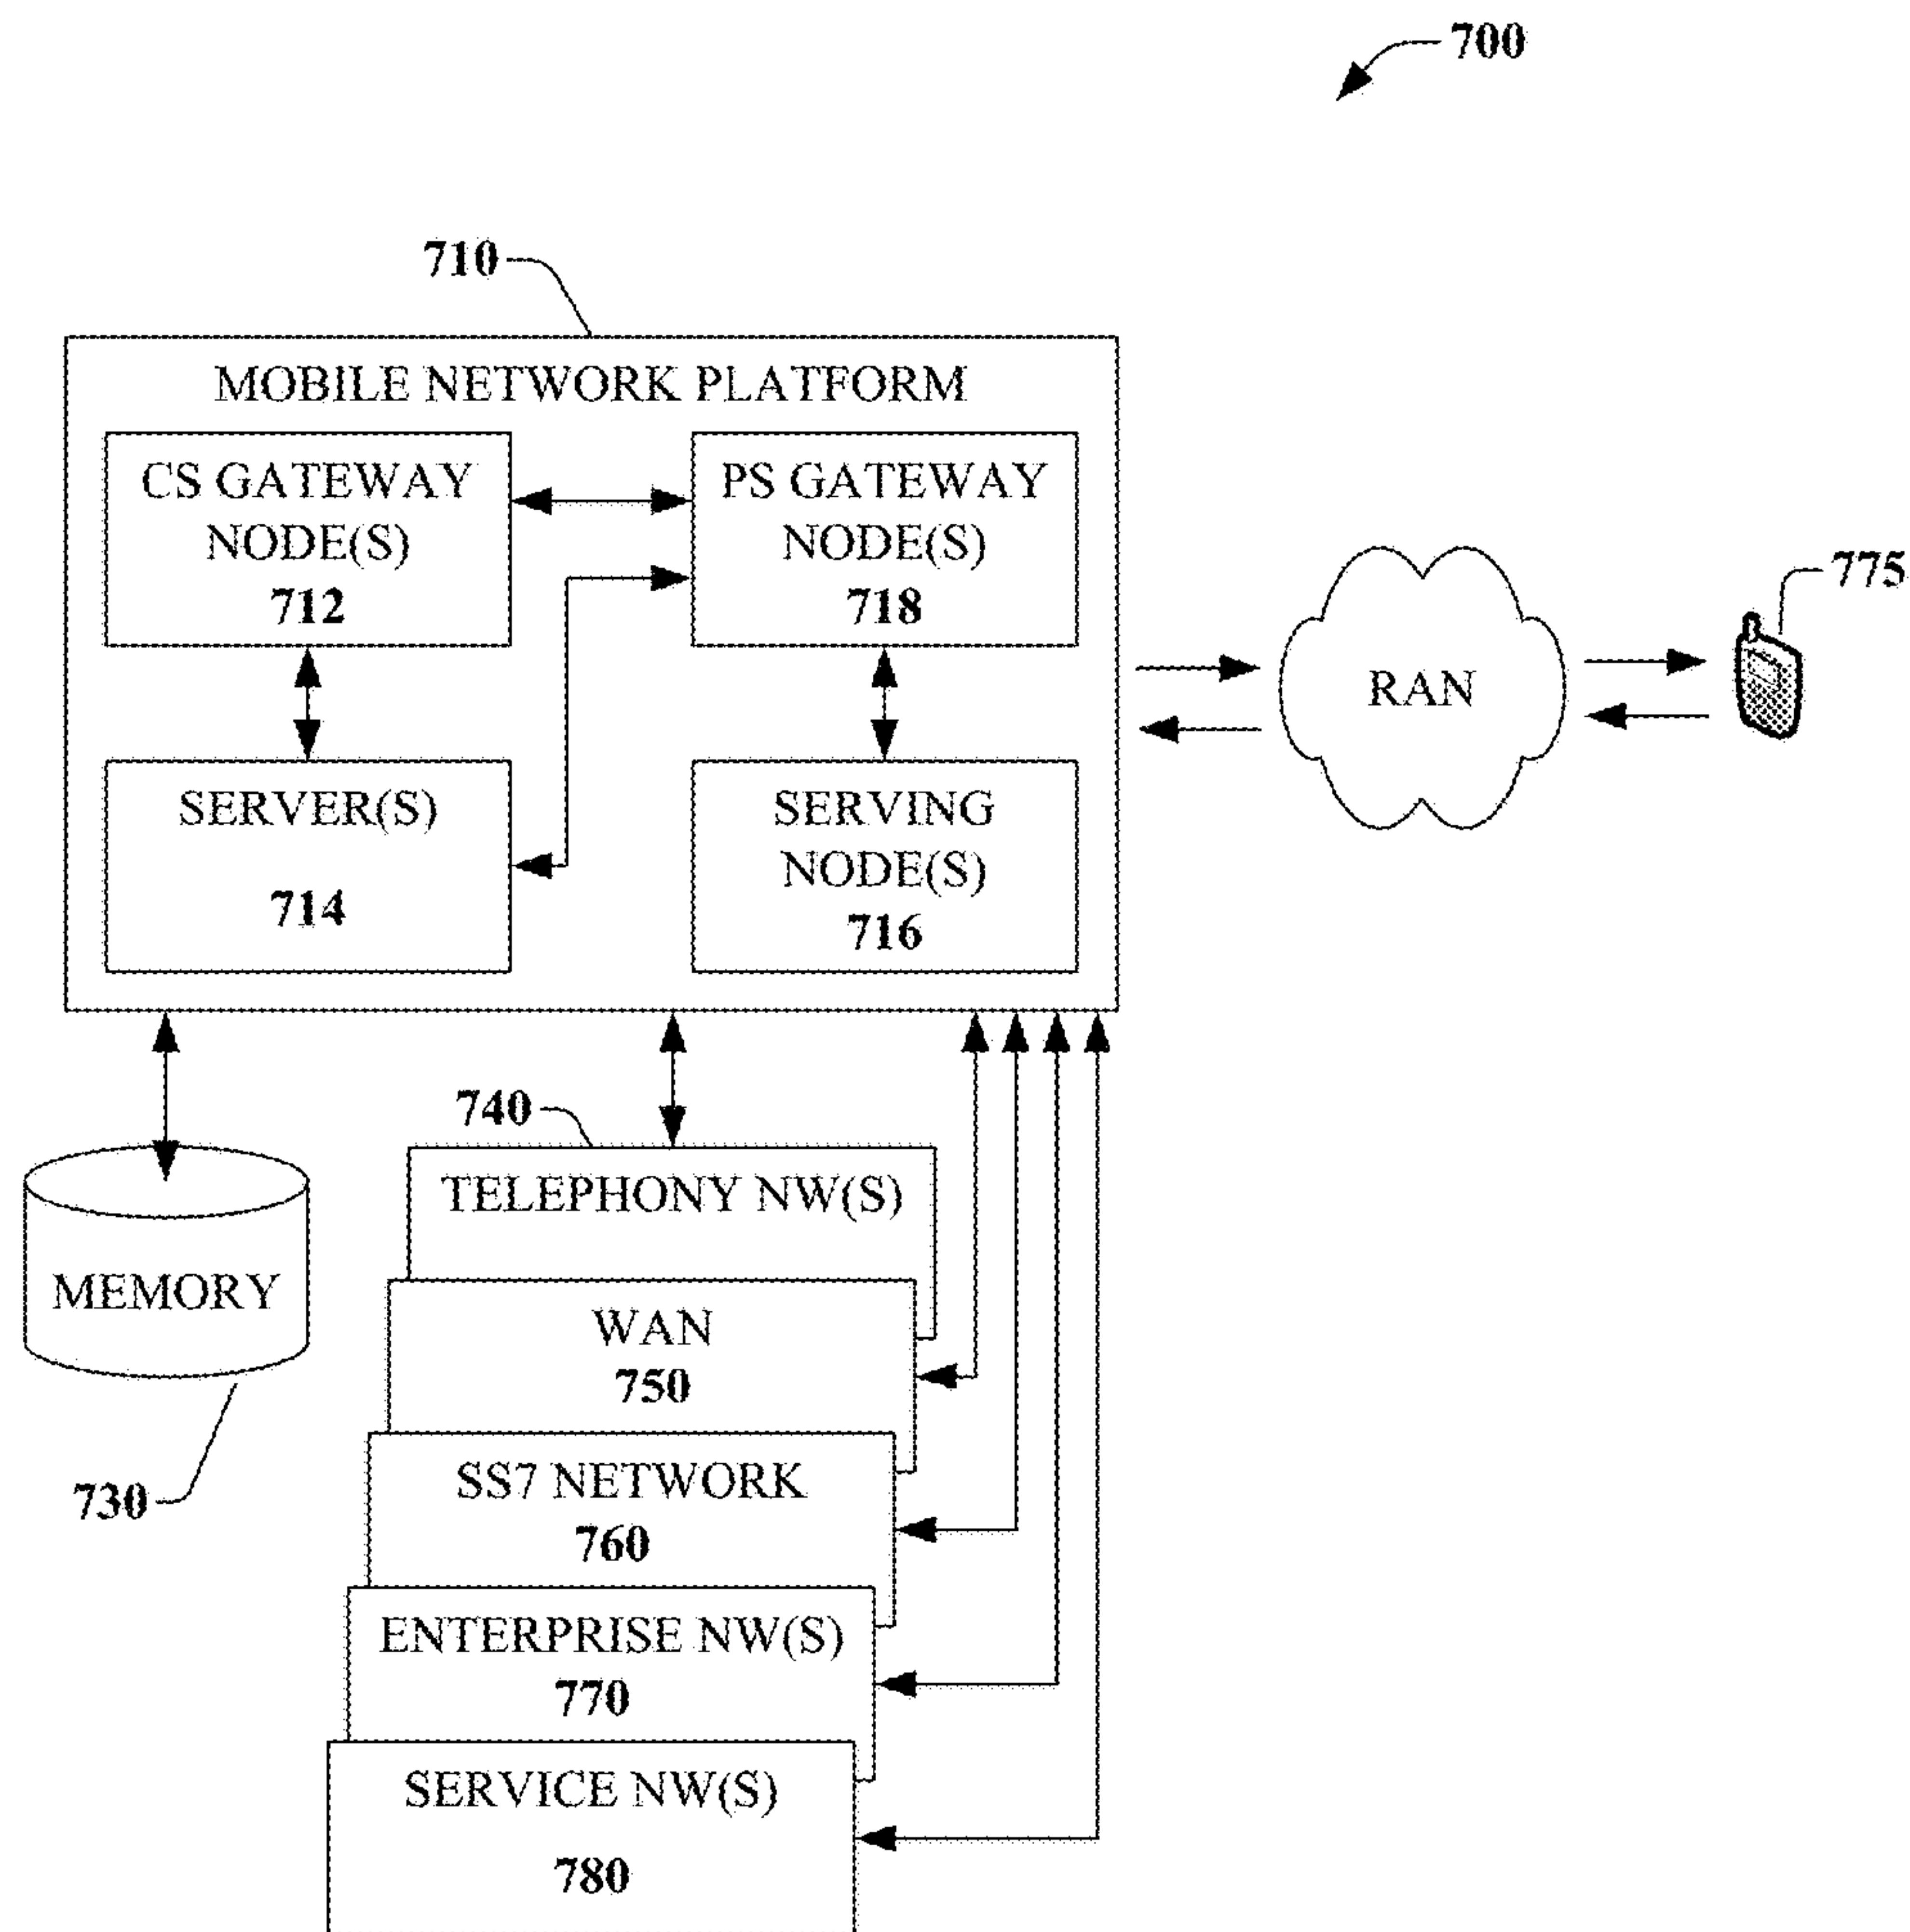 700
710
MOBILE NETWORK PLATFORM
CS GATEWAY
NODE(S)
712
PS GATEWAY
NODE(S)
718
SERVER(S)
714
SERVING
NODE(S)
716
RAN
775
740
TELEPHONY NW(S)
MEMORY
730
WAN
750
SS7 NETWORK
760
ENTERPRISE NW(S)
770
SERVICE NW(S)
780